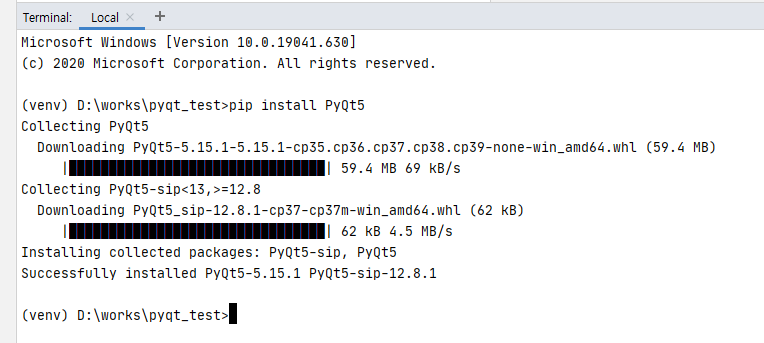 Terminal: Local × +
Microsoft Windows [Version 10.0.19041.630]
(c) 2020 Microsoft Corporation. All rights reserved.
(venv) D:\works\pyqt_test>pip install PyQt5
Collecting PyQt5
Downloading PyQt5-5.15.1-5.15.1-cp35.cp36.cp37.cp38.cp39-none-win_amd64.whl (59.4 MB)
|████████████████████████████████| 59.4 MB 69 kB/s
Collecting PyQt5-sip<13,>=12.8
Downloading PyQt5_sip-12.8.1-cp37-cp37m-win_amd64.whl (62 kB)
|████████████████████████████████| 62 kB 4.5 MB/s
Installing collected packages: PyQt5-sip, PyQt5
Successfully installed PyQt5-5.15.1 PyQt5-sip-12.8.1
(venv) D:\works\pyqt_test>